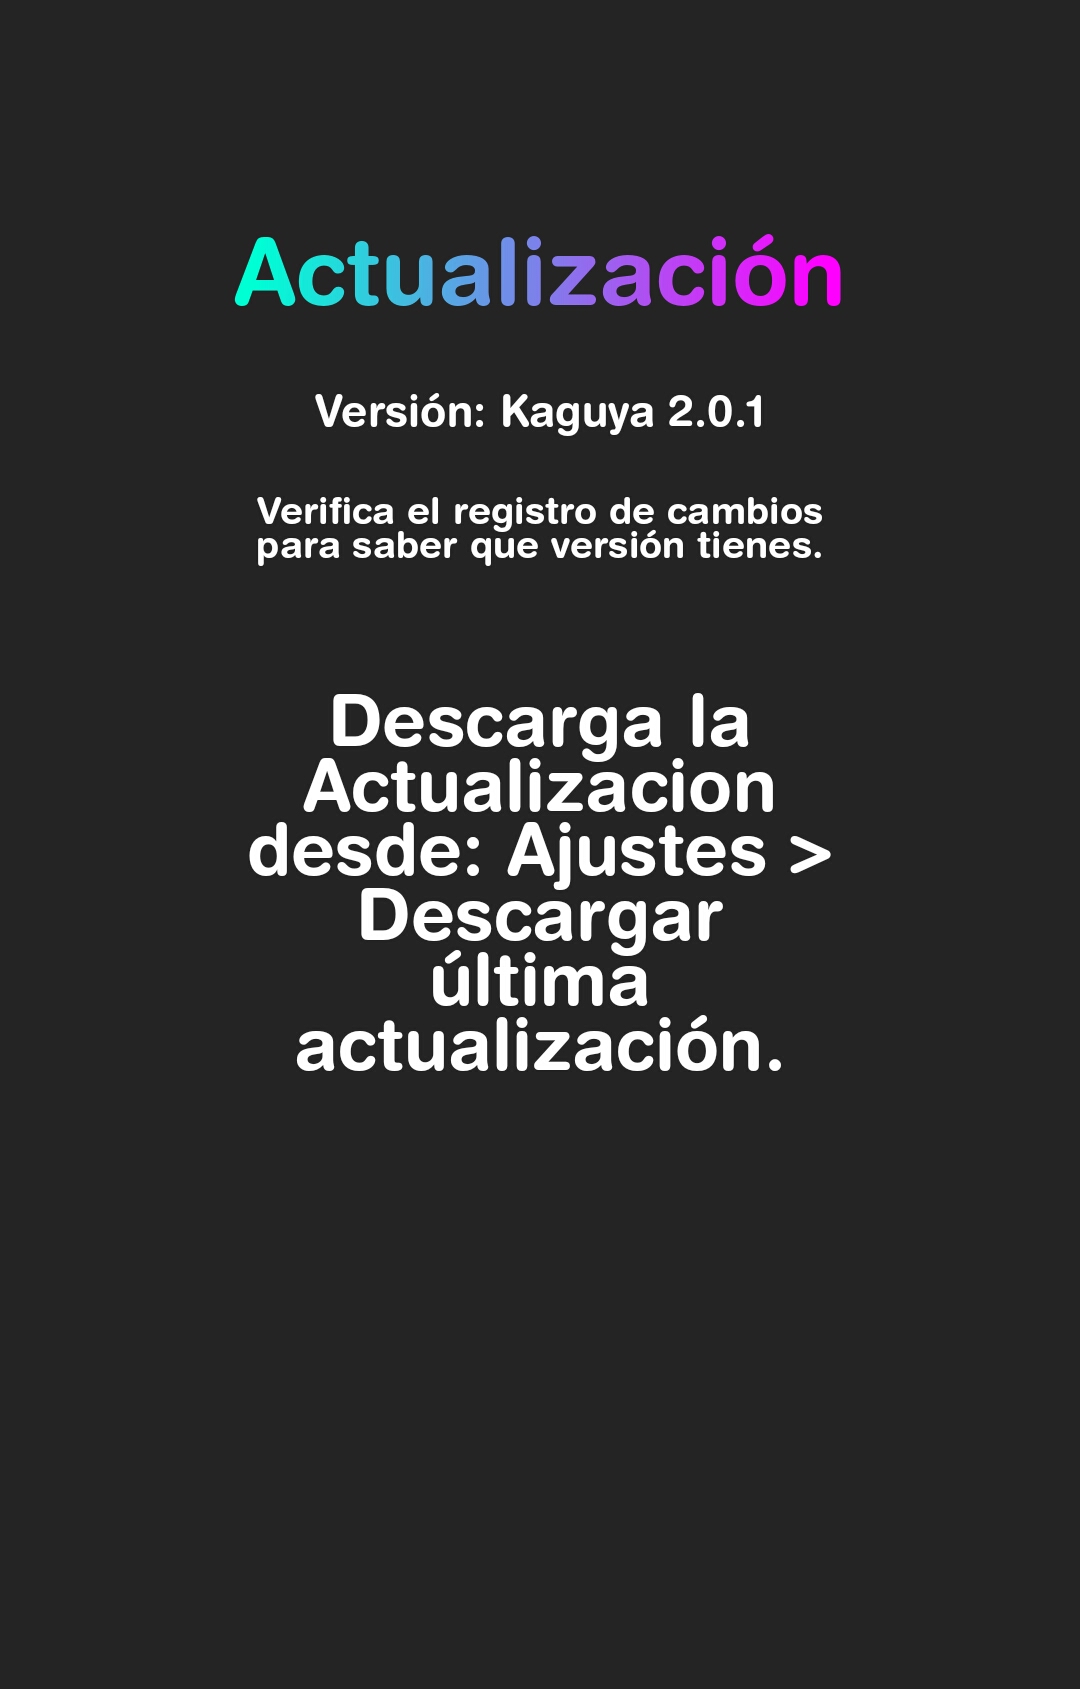 Actualización
Versión: Kaguya 2.0.1
Verifica el registro de cambios
para saber que versión tienes.
Descarga la
Actualizacion
desde: Ajustes >
Descargar
última
actualización.